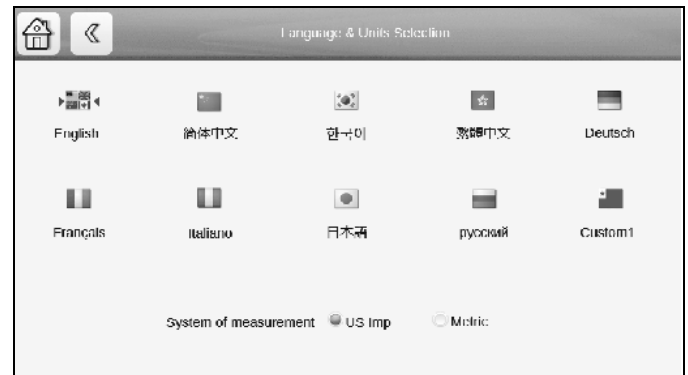 Language & Units Selection
English 简体中文 한국어 繁體中文 Deutsch
Français Italiano 日本語 русский Custom1
System of measurement US Imp Metric